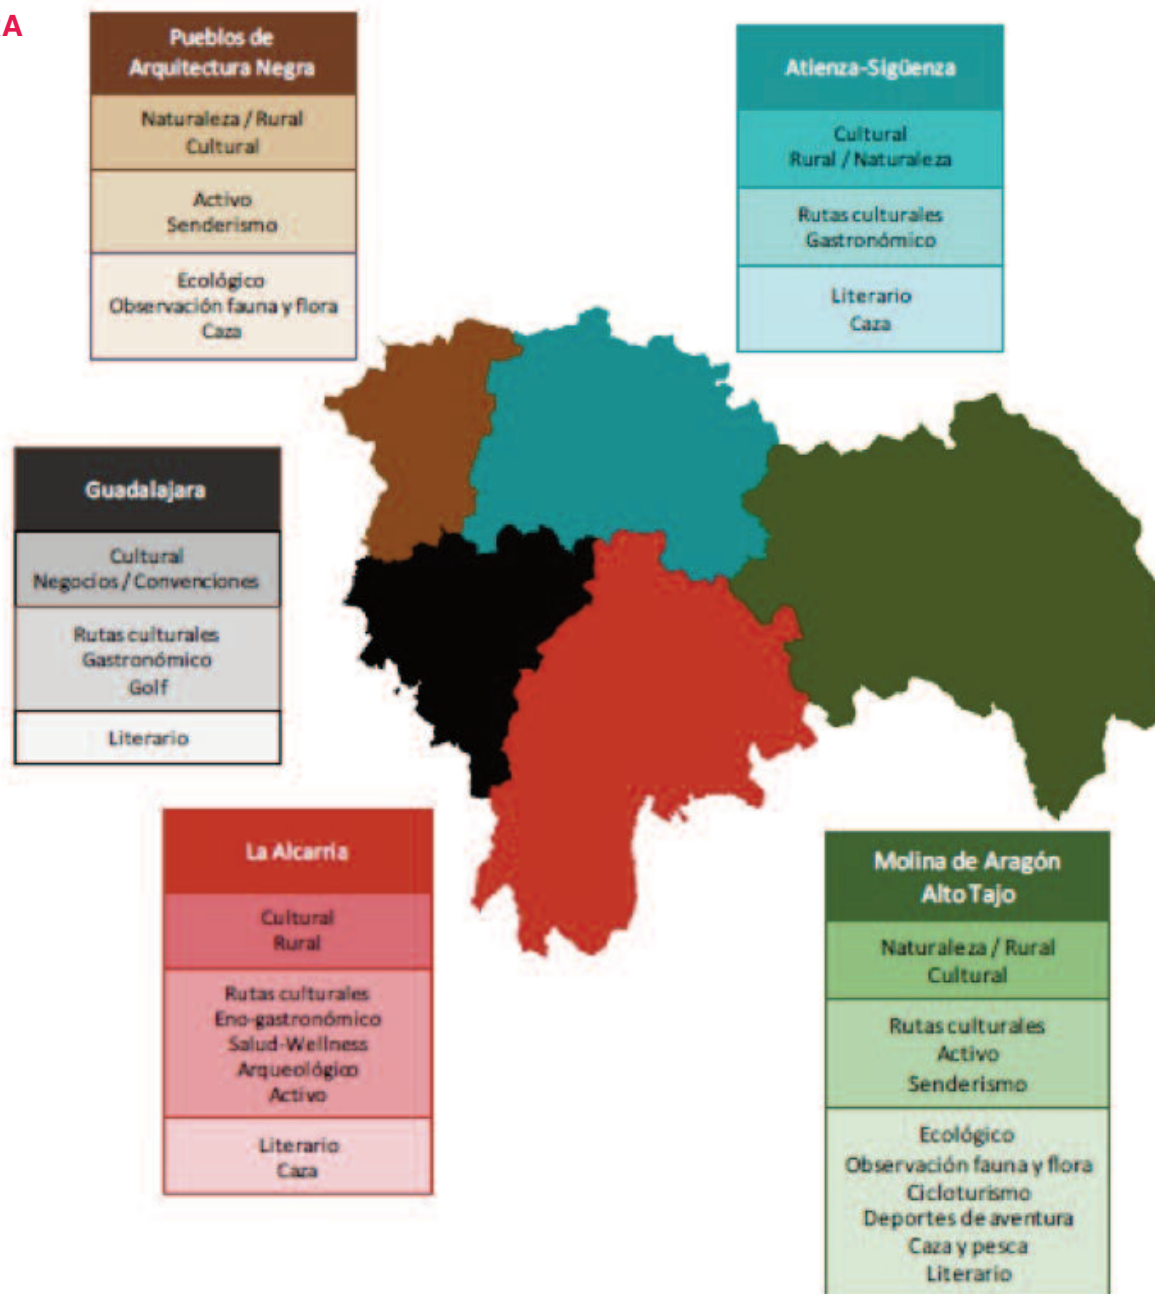 A
Pueblos de
Arquitectura Negra
Naturaleza / Rural
Cultural
Activo
Senderismo
Ecológico
Observación fauna y flora
Caza
Atienza-Sigüenza
Cultural
Rural / Naturaleza
Rutas culturales
Gastronómico
Literario
Caza
Guadalajara
Cultural
Negocios / Convenciones
Rutas culturales
Gastronómico
Golf
Literario
La Alcarria
Cultural
Rural
Rutas culturales
Eno-gastronómico
Salud-Wellness
Arqueológico
Activo
Literario
Caza
Molina de Aragón
Alto Tajo
Naturaleza / Rural
Cultural
Rutas culturales
Activo
Senderismo
Ecológico
Observación fauna y flora
Cicloturismo
Deportes de aventura
Caza y pesca
Literario